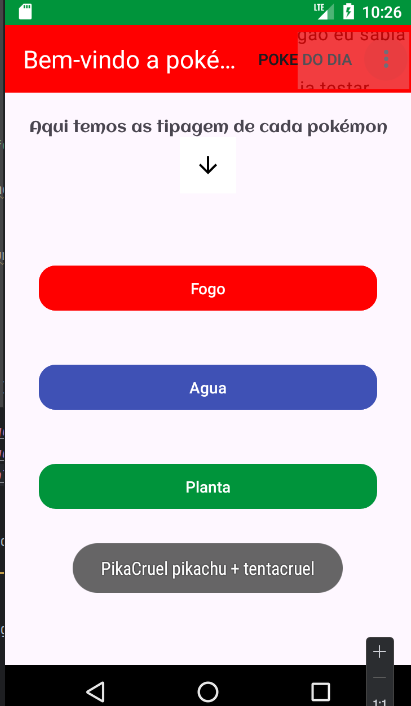 LTE 10:26
Bem-vindo a poké... POKE DO DIA
gão eu sabia
ia testar
Aqui temos as tipagem de cada pokémon
Fogo
Agua
Planta
PikaCruel pikachu + tentacruel
1:1